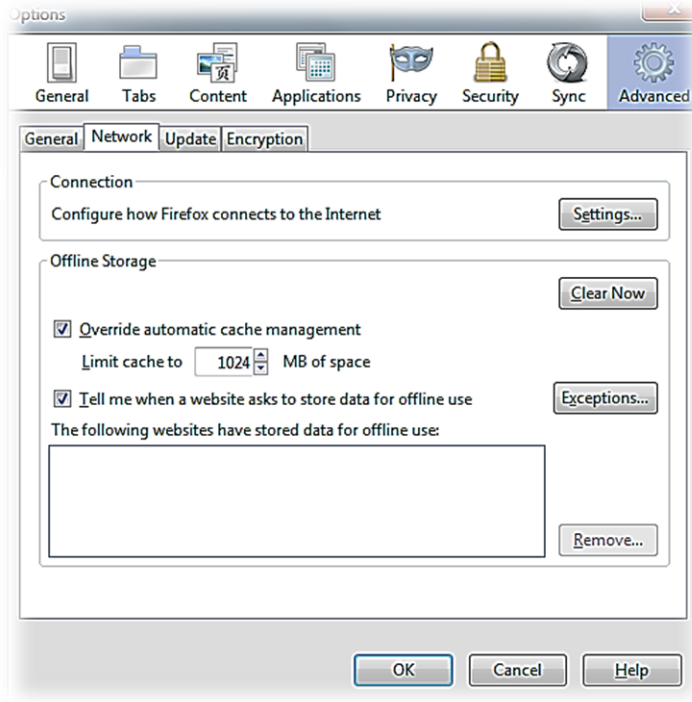 Options
General Tabs Content Applications Privacy Security Sync Advanced
General Network Update Encryption
Connection
Configure how Firefox connects to the Internet Settings...
Offline Storage
Clear Now
Override automatic cache management
Limit cache to 1024 MB of space
Tell me when a website asks to store data for offline use Exceptions...
The following websites have stored data for offline use:
Remove...
OK Cancel Help